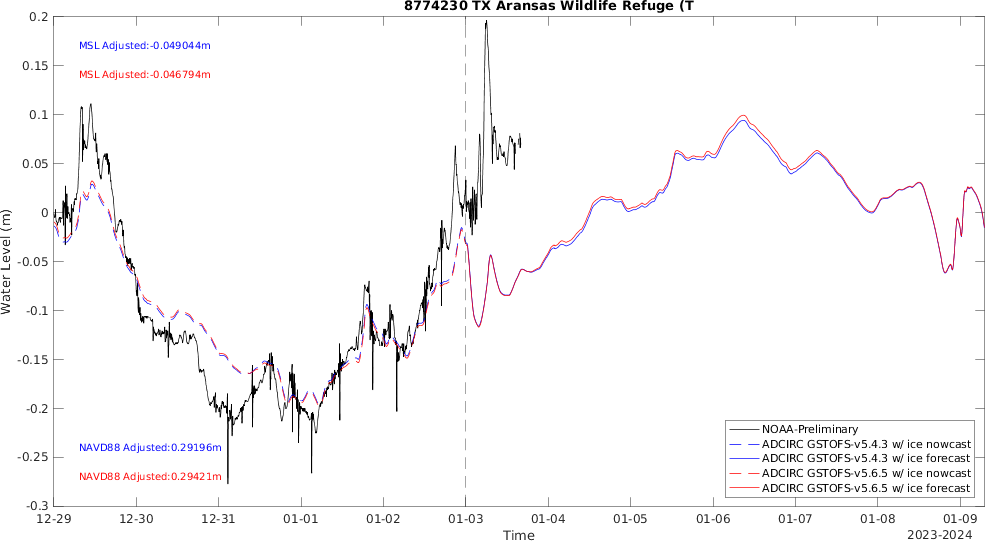 8774230 TX Aransas Wildlife Refuge (T
0.2
0.15
0.1
0.05
0
-0.05
-0.1
-0.15
-0.2
-0.25
-0.3
Water Level (m)
MSL Adjusted:-0.049044m
MSL Adjusted:-0.046794m
NAVD88 Adjusted:0.29196m
NAVD88 Adjusted:0.29421m
NOAA-Preliminary
ADCIRC GSTOFS-v5.4.3 w/ ice nowcast
ADCIRC GSTOFS-v5.4.3 w/ ice forecast
ADCIRC GSTOFS-v5.6.5 w/ ice nowcast
ADCIRC GSTOFS-v5.6.5 w/ ice forecast
12-29 12-30 12-31 01-01 01-02 01-03 01-04 01-05 01-06 01-07 01-08 01-09
Time
2023-2024